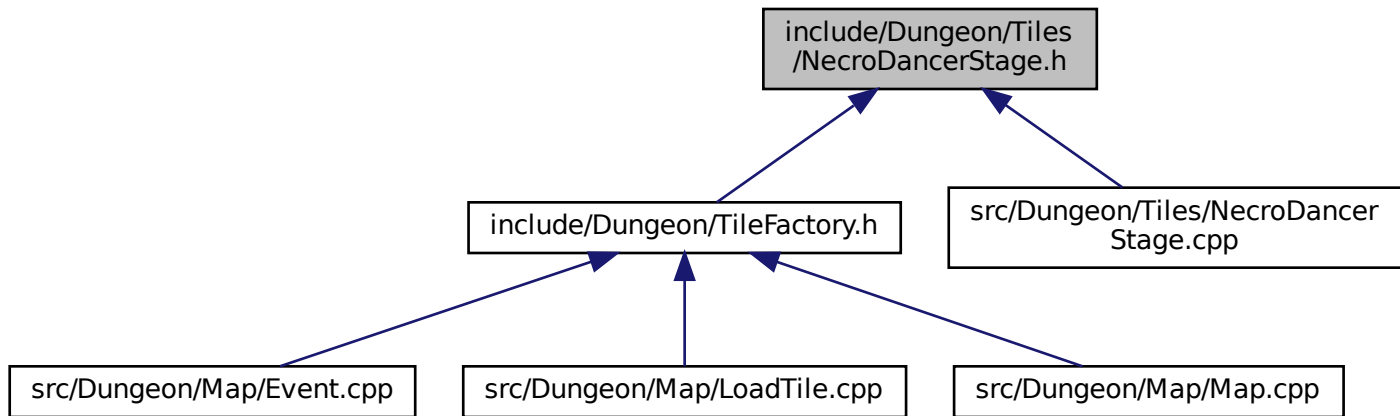 include/Dungeon/Tiles
/NecroDancerStage.h
include/Dungeon/TileFactory.h
src/Dungeon/Tiles/NecroDancer
Stage.cpp
src/Dungeon/Map/Event.cpp
src/Dungeon/Map/LoadTile.cpp
src/Dungeon/Map/Map.cpp